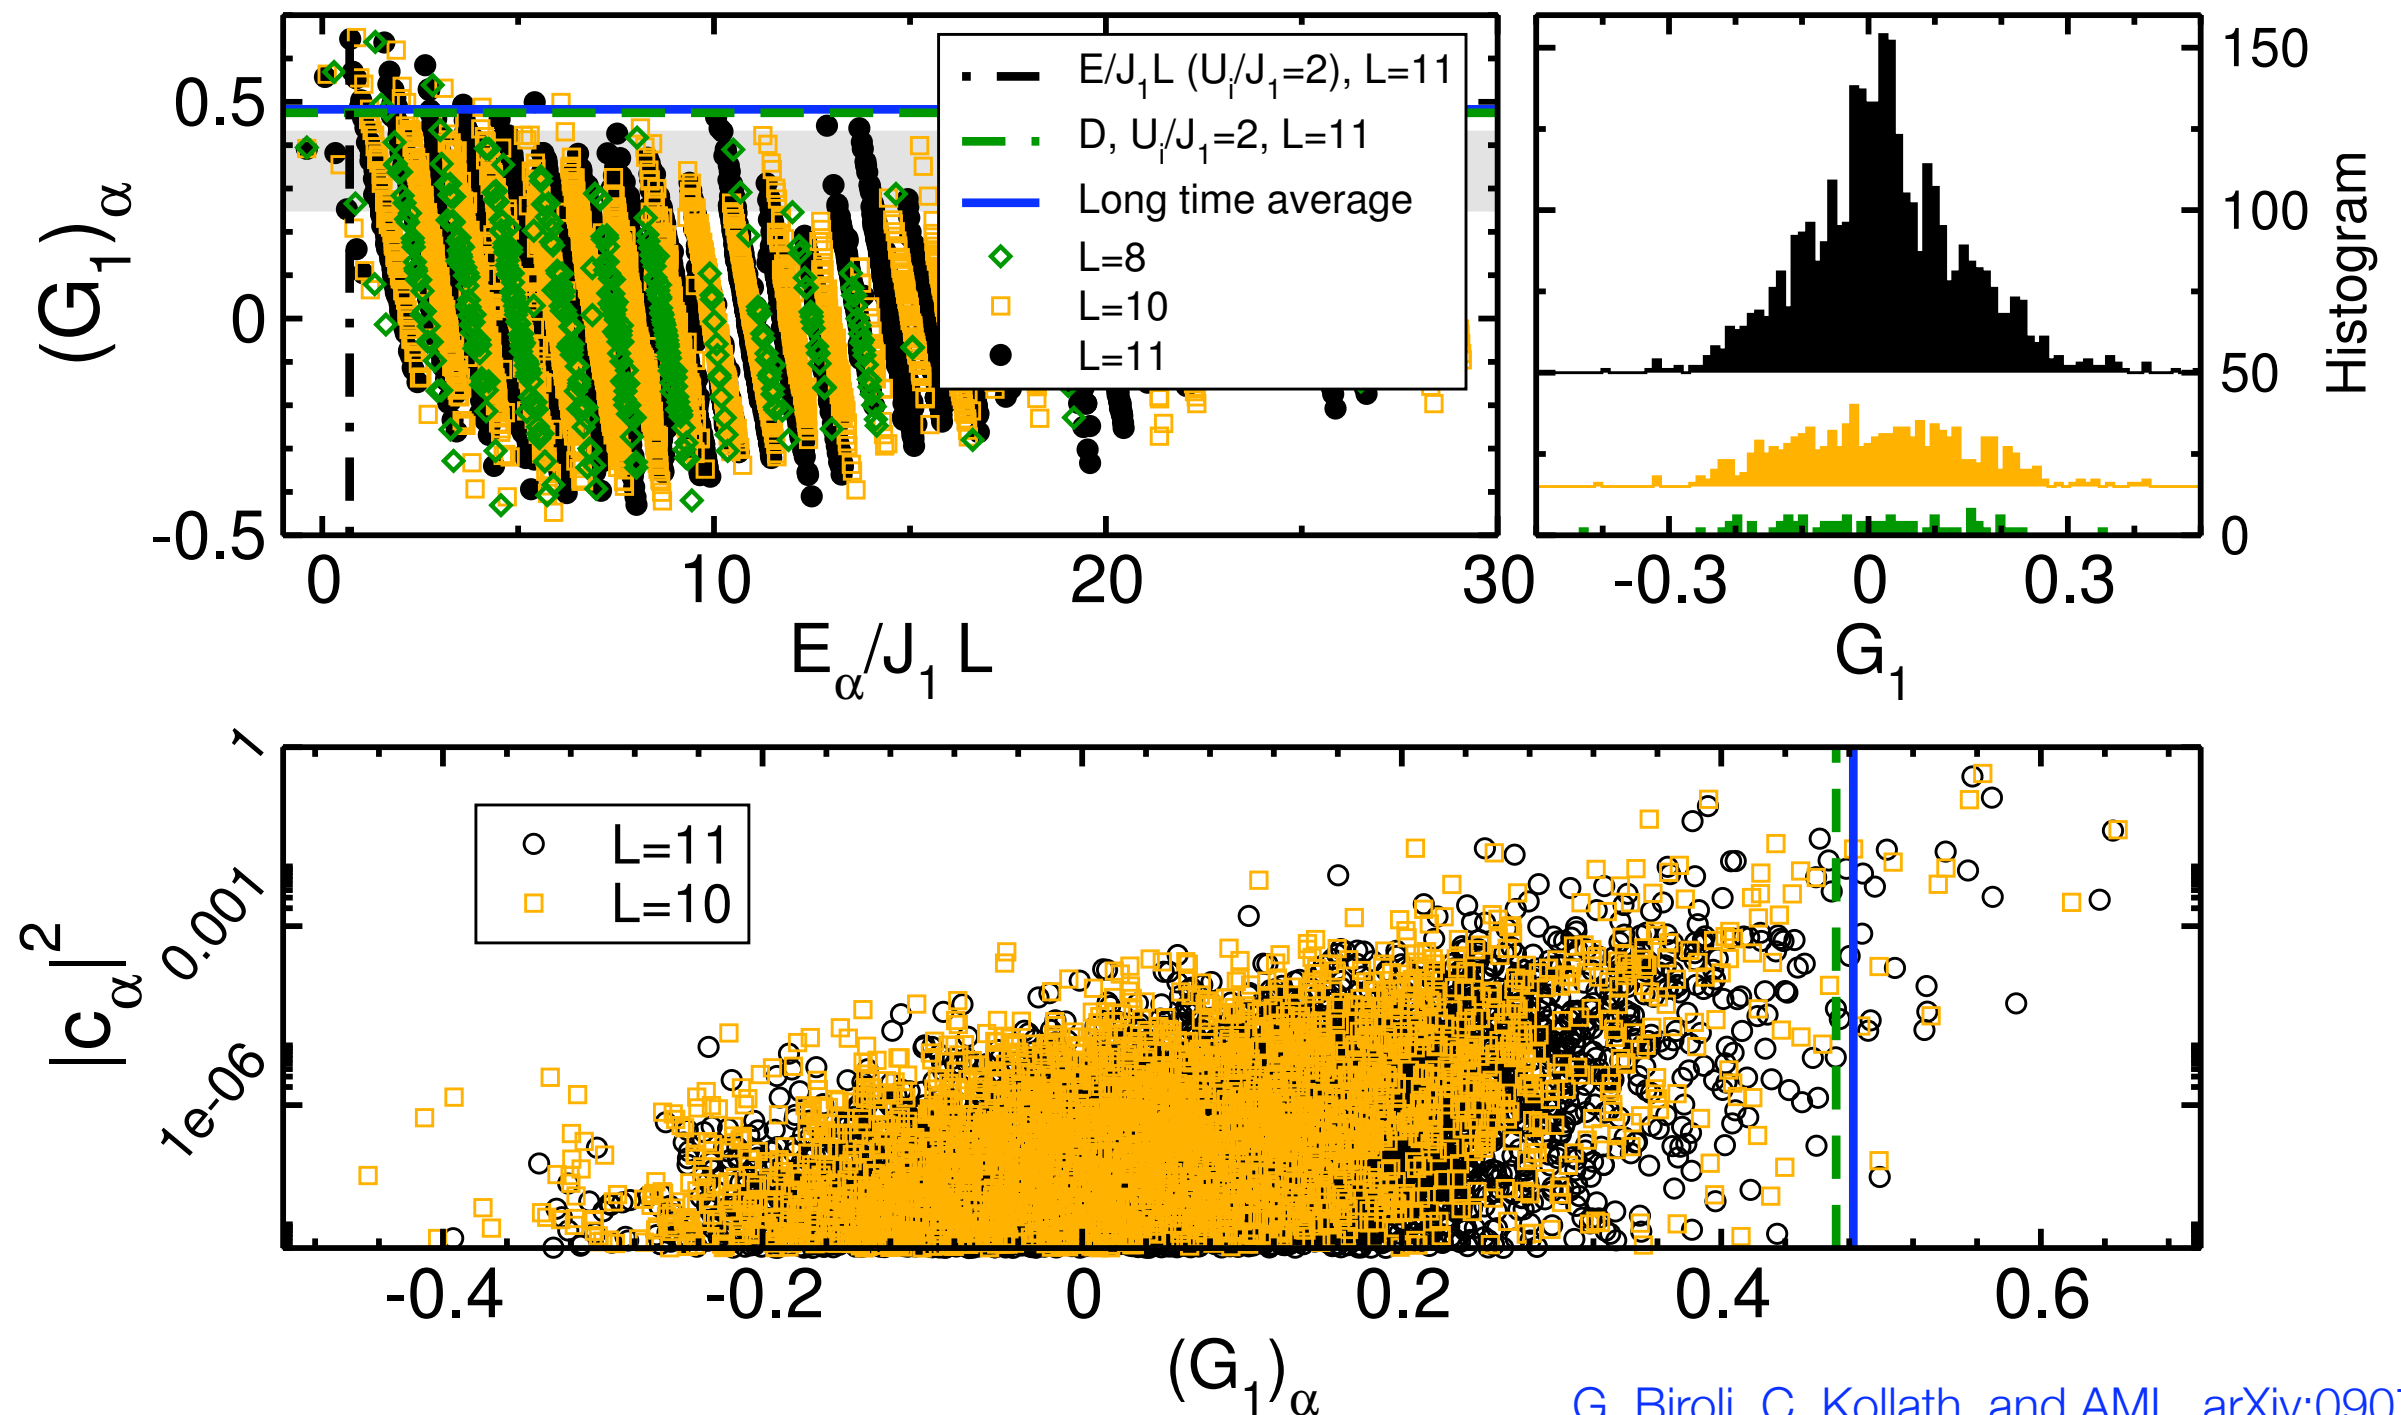 E/J1L (Ui/J1=2), L=11
D, Ui/J1=2, L=11
Long time average
L=8
L=10
L=11
(G1)α
0.5
0
-0.5
0 10 20 30
Eα/J1 L
150
100
50
0
Histogram
-0.3 0 0.3
G1
L=11
L=10
|cα|2
1
0.001
1e-06
-0.4 -0.2 0 0.2 0.4 0.6
(G1)α
G. Biroli, C. Kollath, and AML, arXiv:090